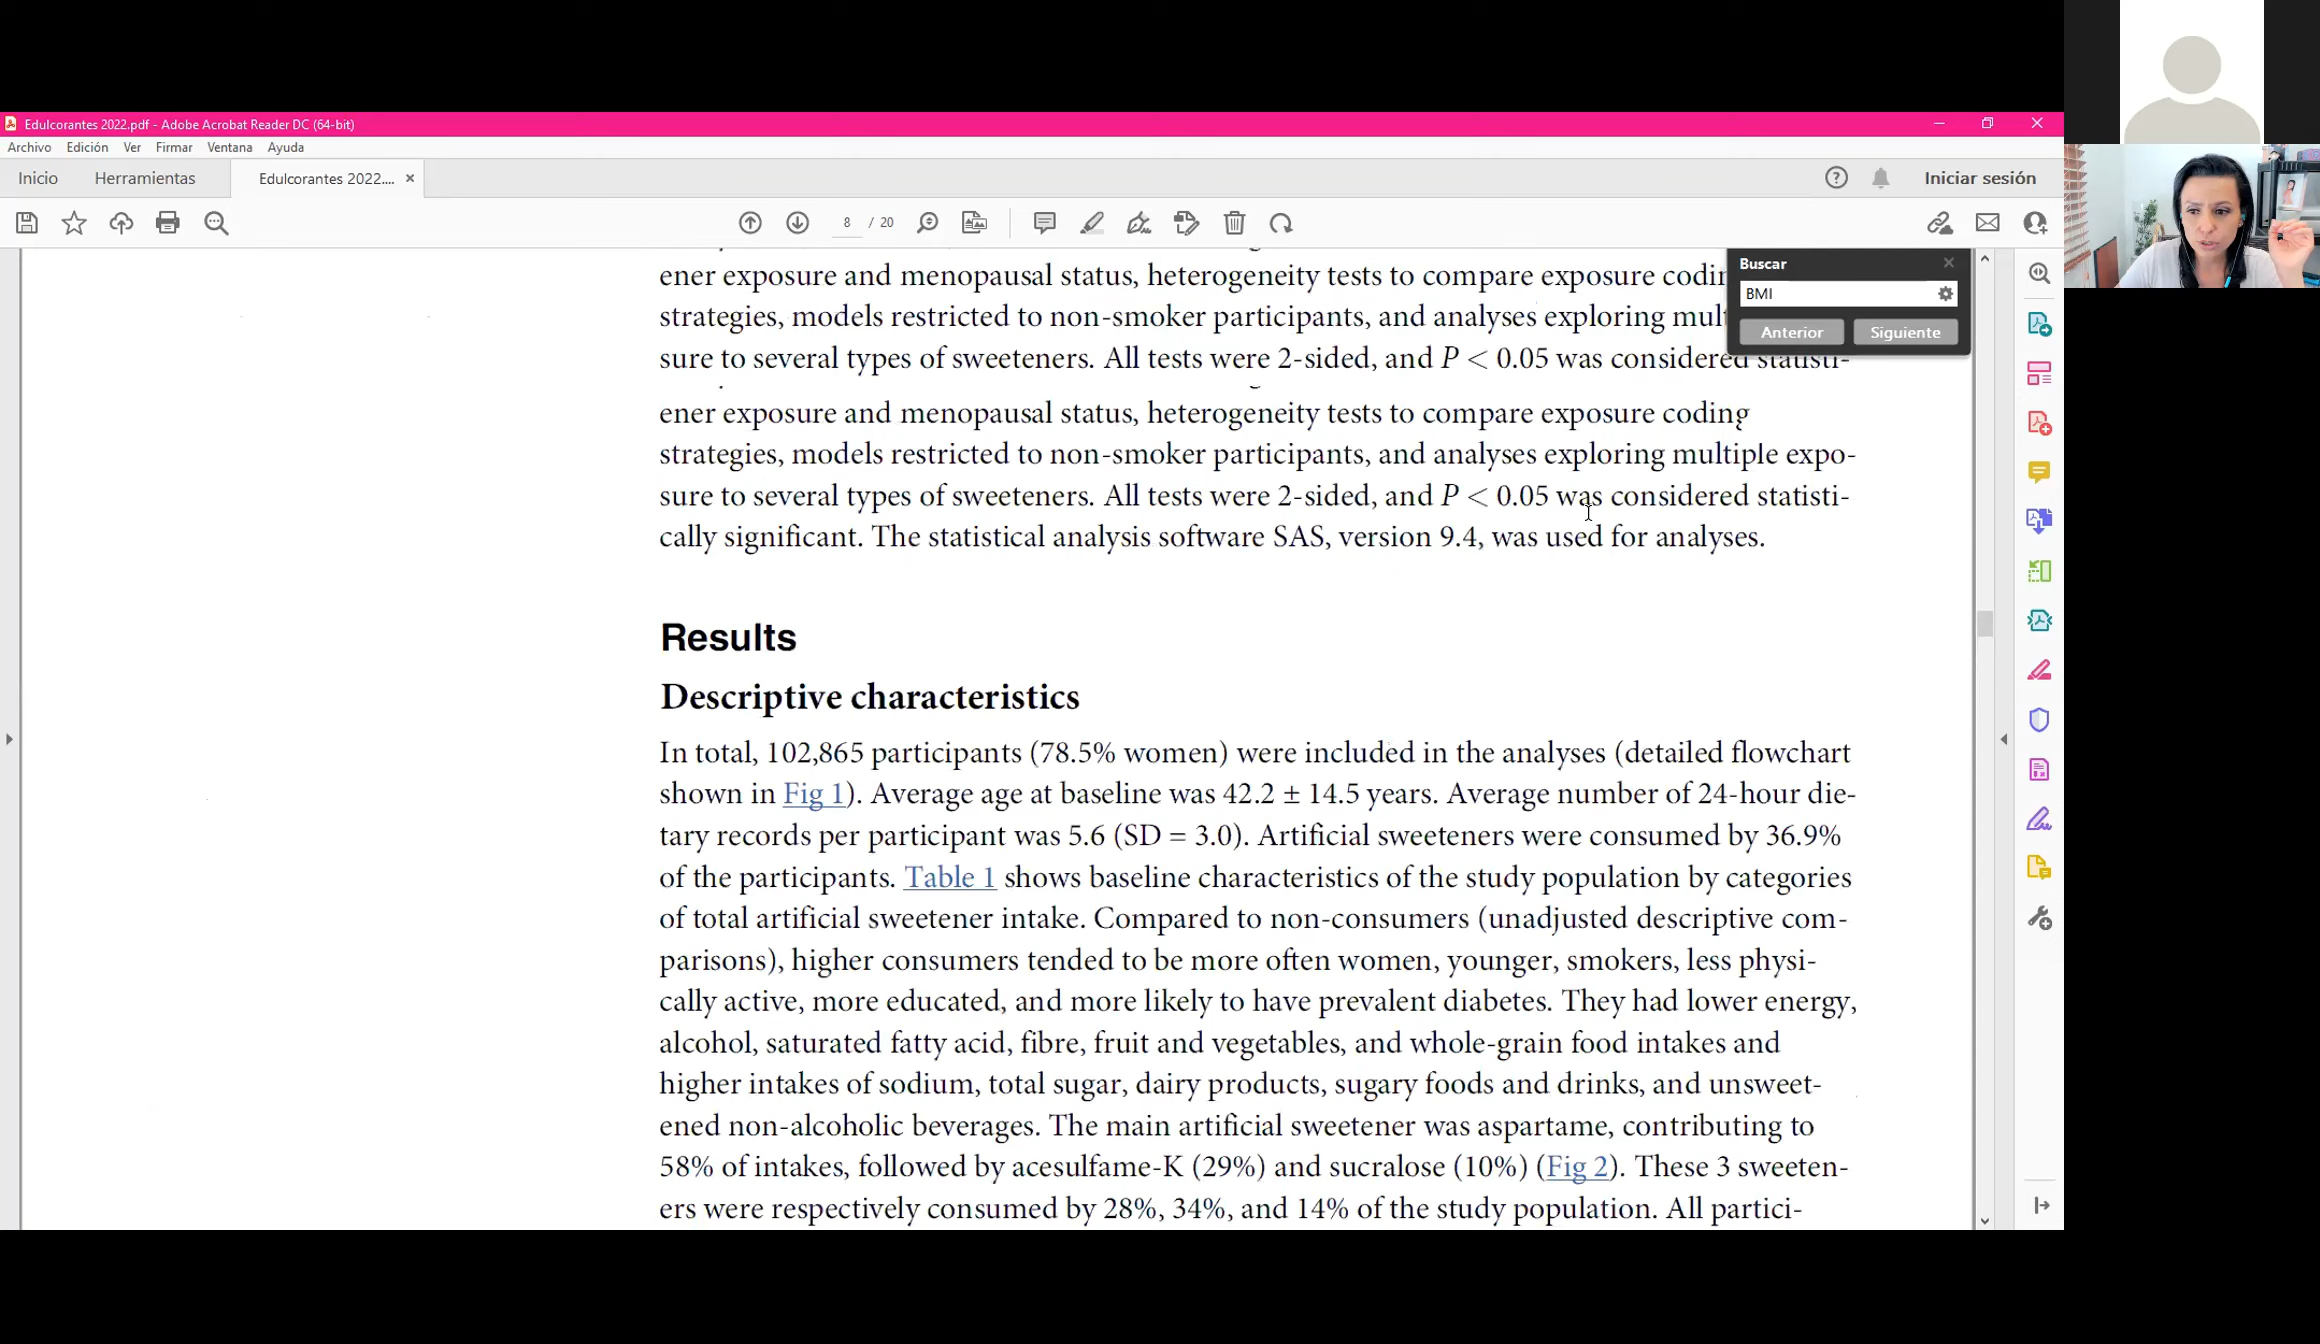 Edulcorantes 2022.pdf - Adobe Acrobat Reader DC (64-bit)
Archivo Edición Ver Firmar Ventana Ayuda
Inicio Herramientas Edulcorantes 2022.... × Iniciar sesión
8 / 20
Buscar
BMI
Anterior Siguiente
ener exposure and menopausal status, heterogeneity tests to compare exposure codin
strategies, models restricted to non-smoker participants, and analyses exploring mult
sure to several types of sweeteners. All tests were 2-sided, and P < 0.05 was considered statisti-
ener exposure and menopausal status, heterogeneity tests to compare exposure coding
strategies, models restricted to non-smoker participants, and analyses exploring multiple expo-
sure to several types of sweeteners. All tests were 2-sided, and P < 0.05 was considered statisti-
cally significant. The statistical analysis software SAS, version 9.4, was used for analyses.
Results
Descriptive characteristics
In total, 102,865 participants (78.5% women) were included in the analyses (detailed flowchart
shown in Fig 1). Average age at baseline was 42.2 ± 14.5 years. Average number of 24-hour die-
tary records per participant was 5.6 (SD = 3.0). Artificial sweeteners were consumed by 36.9%
of the participants. Table 1 shows baseline characteristics of the study population by categories
of total artificial sweetener intake. Compared to non-consumers (unadjusted descriptive com-
parisons), higher consumers tended to be more often women, younger, smokers, less physi-
cally active, more educated, and more likely to have prevalent diabetes. They had lower energy,
alcohol, saturated fatty acid, fibre, fruit and vegetables, and whole-grain food intakes and
higher intakes of sodium, total sugar, dairy products, sugary foods and drinks, and unsweet-
ened non-alcoholic beverages. The main artificial sweetener was aspartame, contributing to
58% of intakes, followed by acesulfame-K (29%) and sucralose (10%) (Fig 2). These 3 sweeten-
ers were respectively consumed by 28%, 34%, and 14% of the study population. All partici-